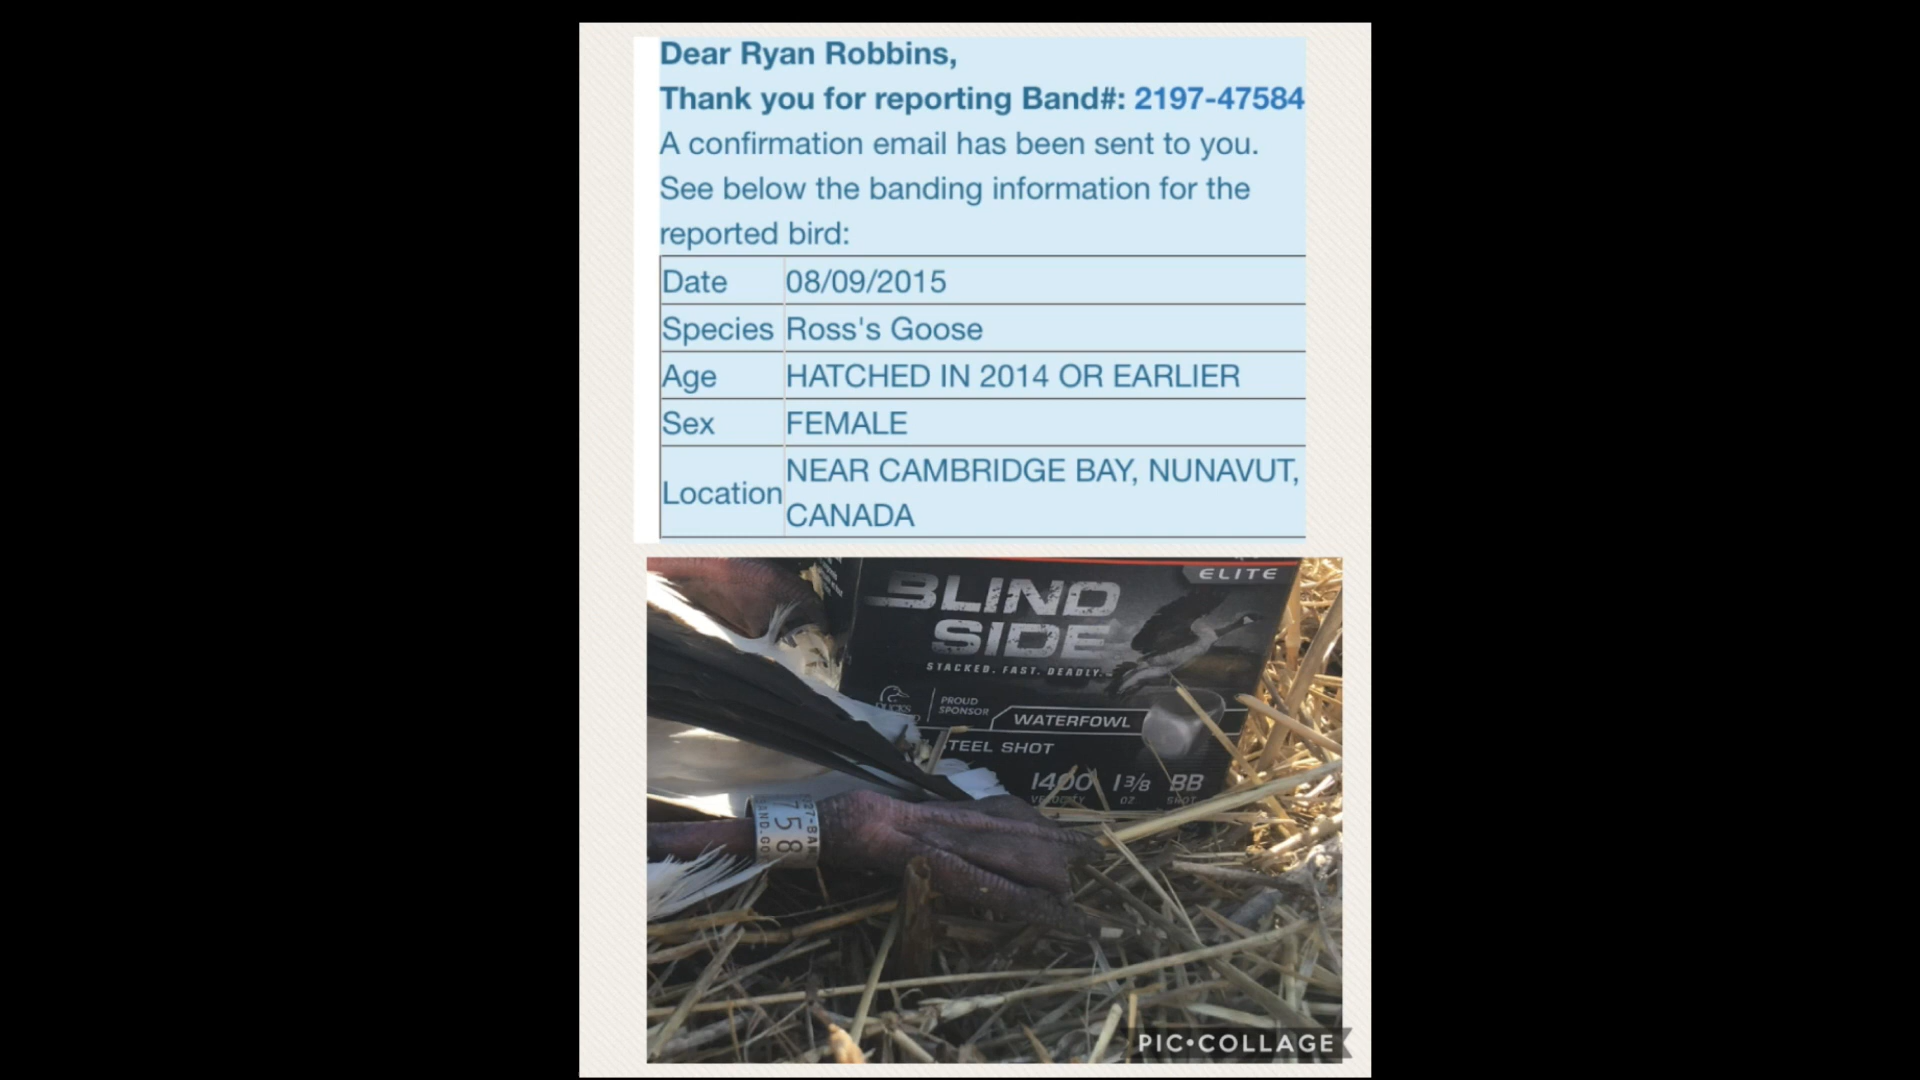 Dear Ryan Robbins,
Thank you for reporting Band#: 2197-47584
A confirmation email has been sent to you.
See below the banding information for the
reported bird:
Date 08/09/2015
Species Ross's Goose
Age HATCHED IN 2014 OR EARLIER
Sex FEMALE
Location NEAR CAMBRIDGE BAY, NUNAVUT,
CANADA
ELITE
BLIND
SIDE
STACKED. FAST. DEADLY.
PROUD
SPONSOR
WATERFOWL
TEEL SHOT
1400 1 3/8 BB
VELOCITY OZ. SHOT
758
PIC•COLLAGE